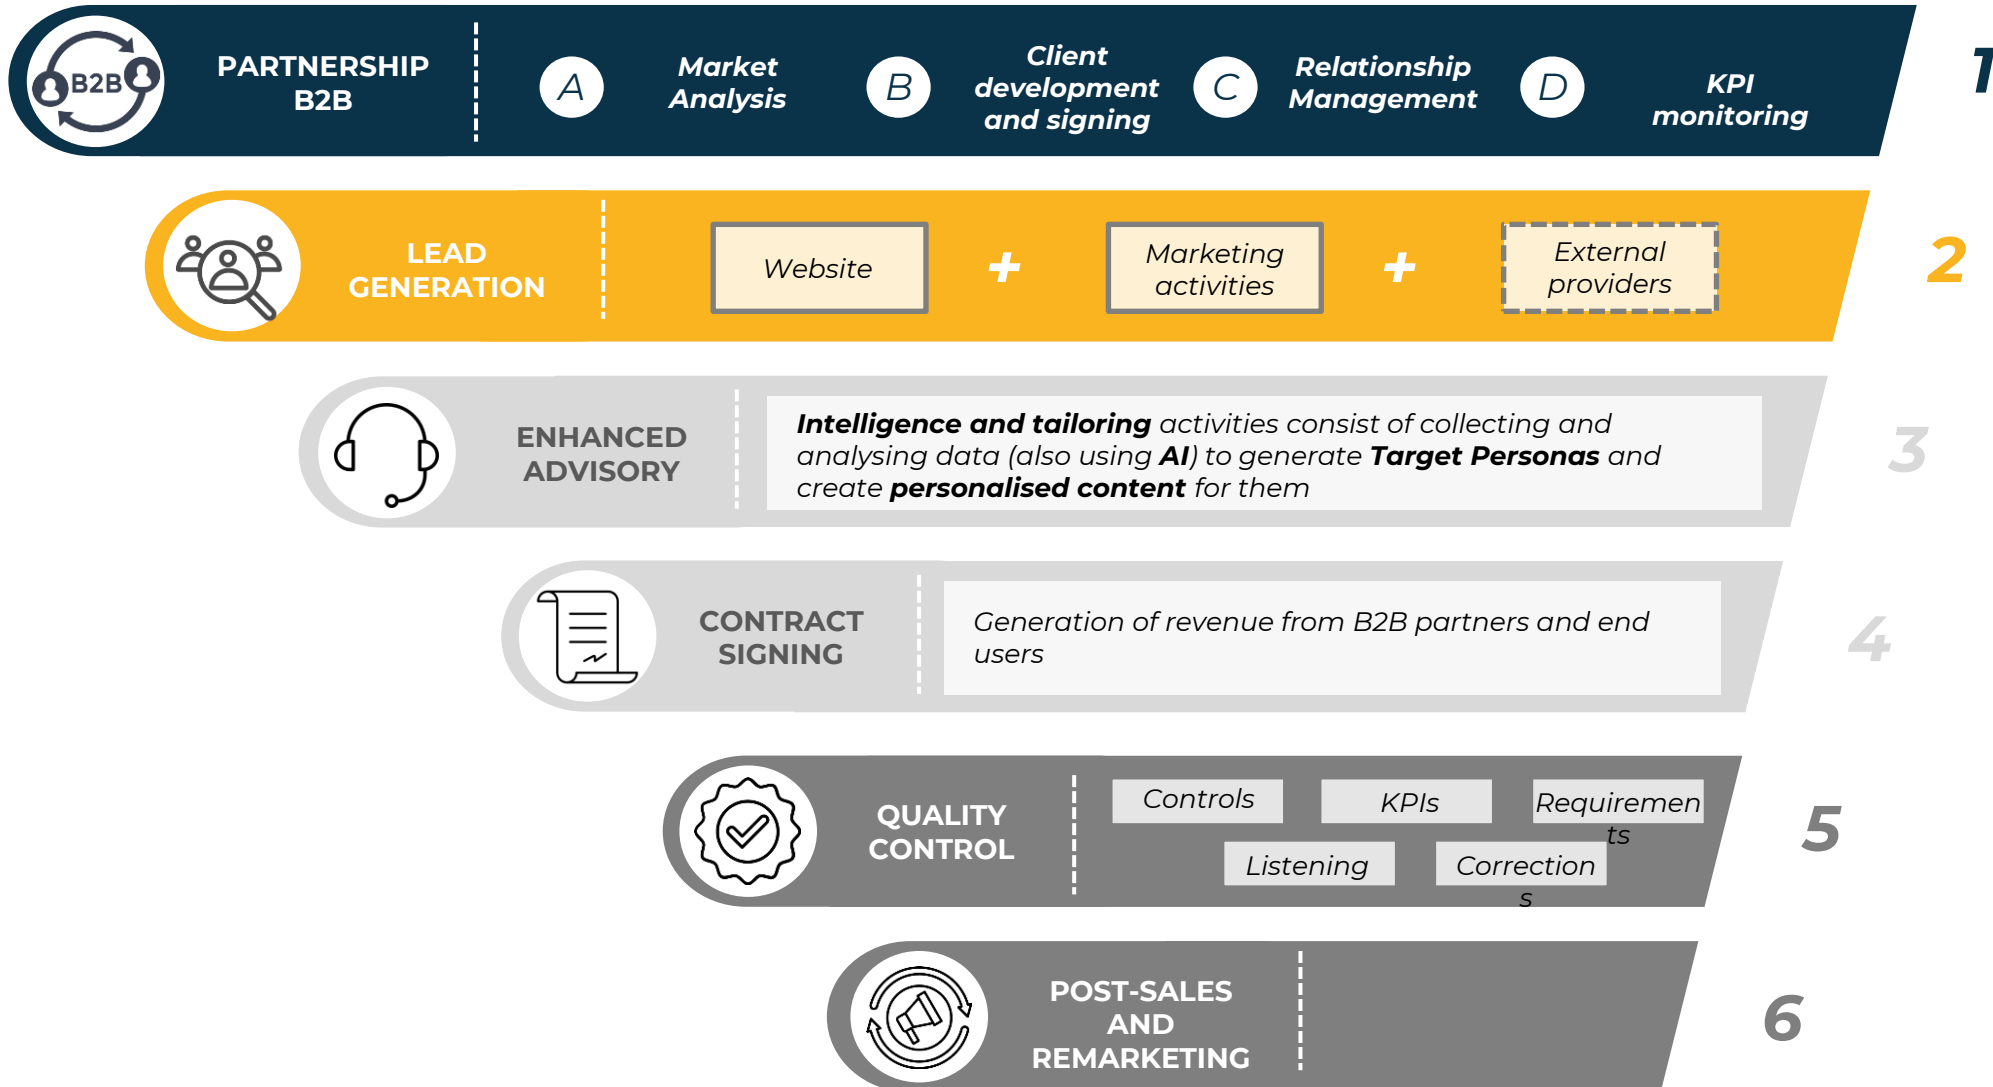 B2B
PARTNERSHIP
B2B
A
Market
Analysis
B
Client
development
and signing
C
Relationship
Management
D
KPI
monitoring
1
LEAD
GENERATION
Website
+
Marketing
activities
+
External
providers
2
ENHANCED
ADVISORY
Intelligence and tailoring activities consist of collecting and
analysing data (also using AI) to generate Target Personas and
create personalised content for them
3
CONTRACT
SIGNING
Generation of revenue from B2B partners and end
users
4
QUALITY
CONTROL
Controls
KPIs
Requiremen
ts
Listening
Correction
s
5
POST-SALES
AND
REMARKETING
6